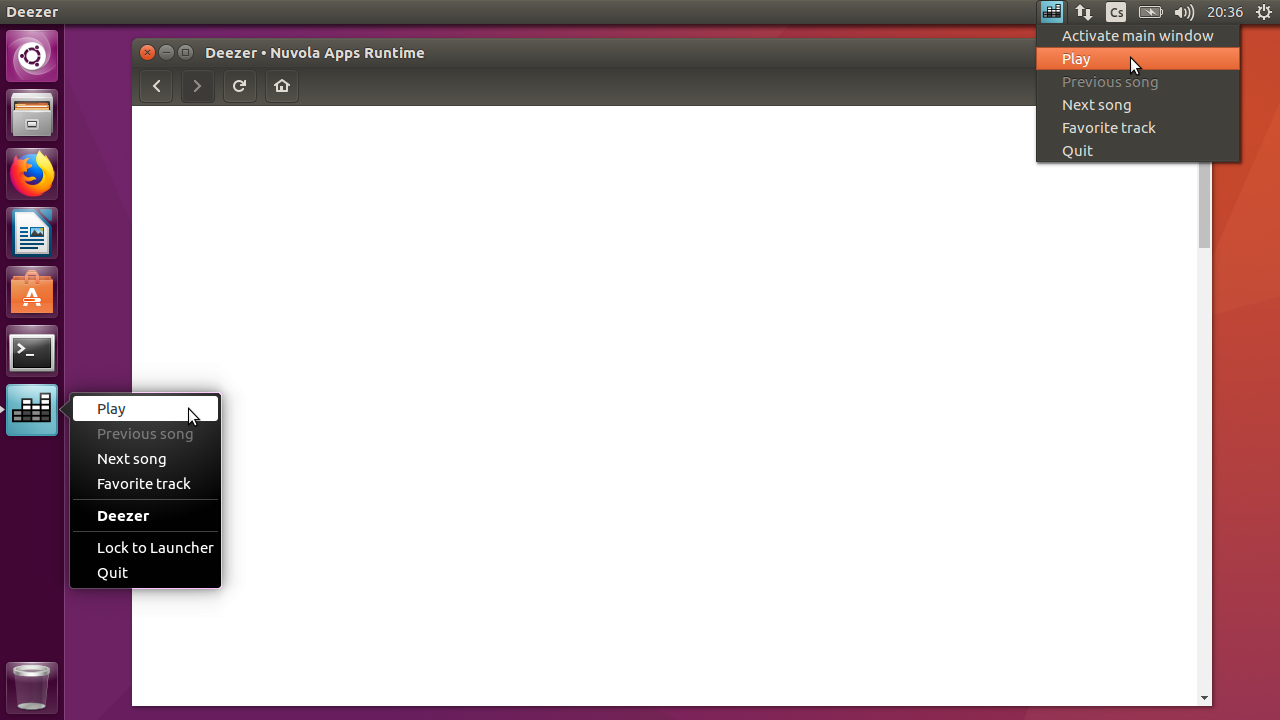 Deezer
Cs
20:36
Deezer • Nuvola Apps Runtime
Activate main window
Play
Previous song
Next song
Favorite track
Quit
Play
Previous song
Next song
Favorite track
Deezer
Lock to Launcher
Quit